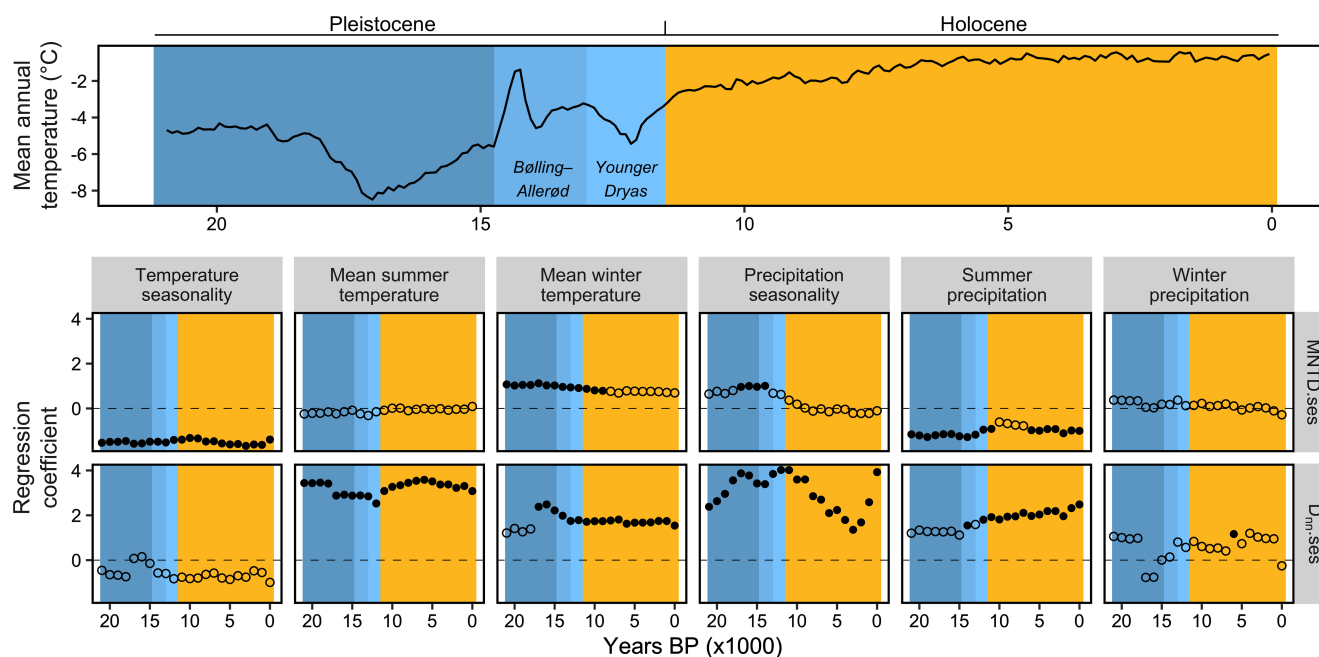 Pleistocene
Holocene
Mean annual
temperature (°C)
-2
-4
-6
-8
Bølling–
Allerød
Younger
Dryas
20
15
10
5
0
Temperature
seasonality
Mean summer
temperature
Mean winter
temperature
Precipitation
seasonality
Summer
precipitation
Winter
precipitation
Regression
coefficient
4
2
0
MNTD.ses
4
2
0
Dnn.ses
20 15 10 5 0
20 15 10 5 0
20 15 10 5 0
20 15 10 5 0
20 15 10 5 0
20 15 10 5 0
Years BP (x1000)